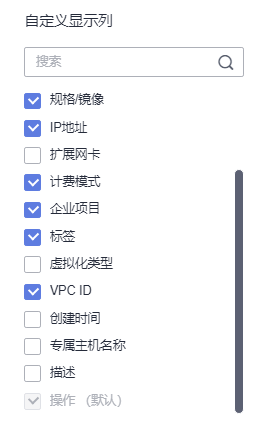 自定义显示列
搜索
规格/镜像
IP地址
扩展网卡
计费模式
企业项目
标签
虚拟化类型
VPC ID
创建时间
专属主机名称
描述
操作 （默认）